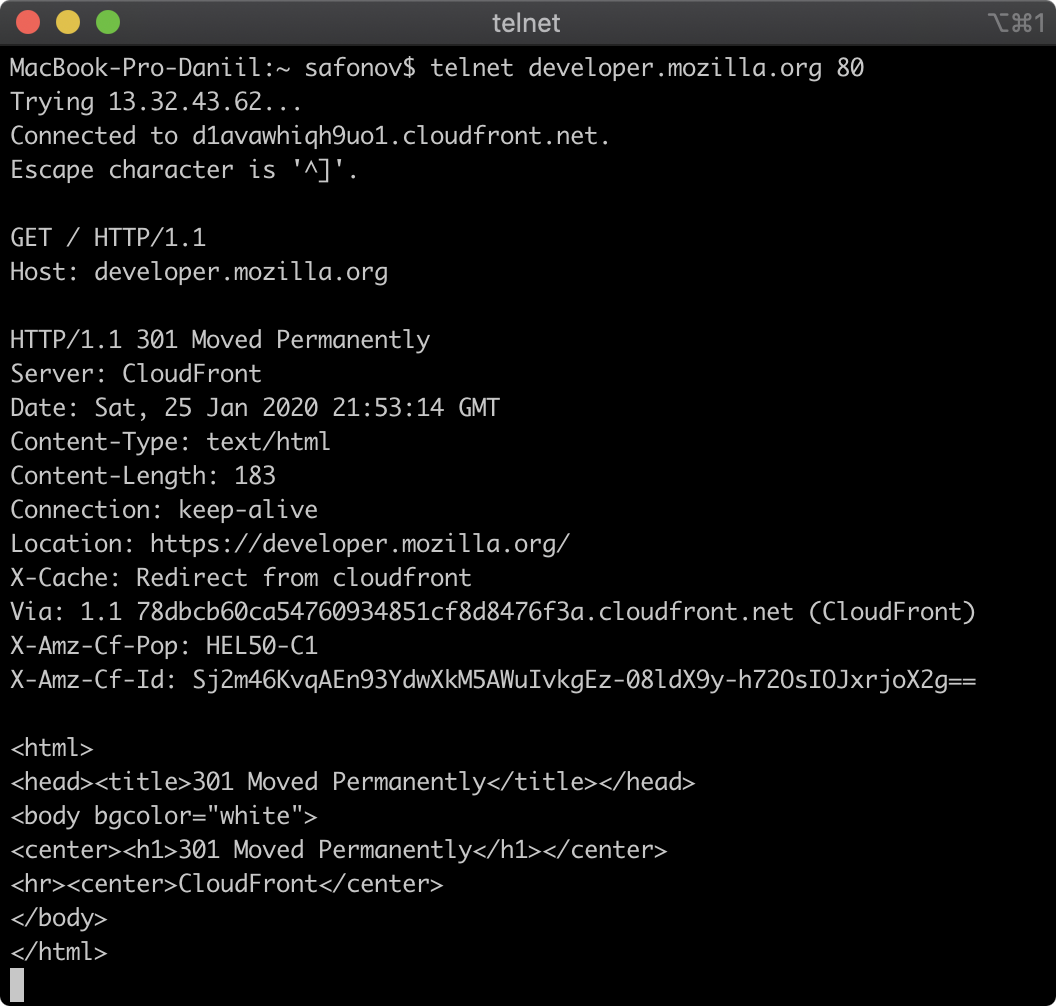 telnet
⌥⌘1
MacBook-Pro-Daniil:~ safonov$ telnet developer.mozilla.org 80
Trying 13.32.43.62...
Connected to d1avawhiqh9uo1.cloudfront.net.
Escape character is '^]'.
GET / HTTP/1.1
Host: developer.mozilla.org
HTTP/1.1 301 Moved Permanently
Server: CloudFront
Date: Sat, 25 Jan 2020 21:53:14 GMT
Content-Type: text/html
Content-Length: 183
Connection: keep-alive
Location: https://developer.mozilla.org/
X-Cache: Redirect from cloudfront
Via: 1.1 78dbcb60ca54760934851cf8d8476f3a.cloudfront.net (CloudFront)
X-Amz-Cf-Pop: HEL50-C1
X-Amz-Cf-Id: Sj2m46KvqAEn93YdwXkM5AWuIvkgEz-08ldX9y-h72OsIOJxrjoX2g==
<html>
<head><title>301 Moved Permanently</title></head>
<body bgcolor="white">
<center><h1>301 Moved Permanently</h1></center>
<hr><center>CloudFront</center>
</body>
</html>